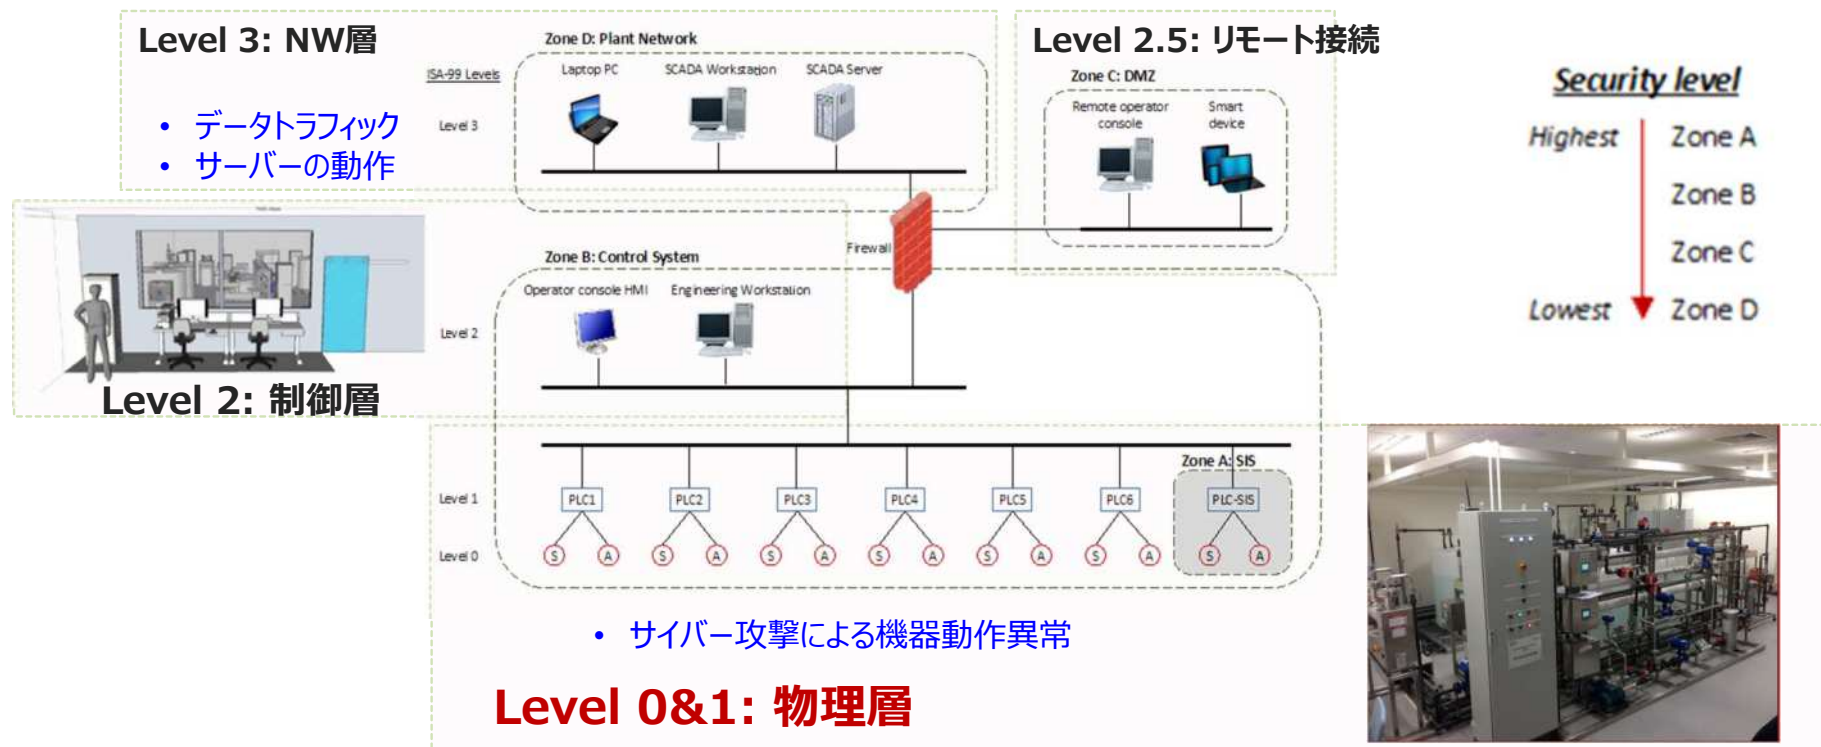 Level 3: NW層
• データトラフィック
• サーバーの動作
ISA-99 Levels
Level 3
Zone D: Plant Network
Laptop PC
SCADA Workstation
SCADA Server
Level 2.5: リモート接続
Zone C: DMZ
Remote operator
console
Smart
device
Security level
Highest
Zone A
Zone B
Zone C
Lowest
Zone D
Firewall
Zone B: Control System
Operator console HMI
Engineering Workstation
Level 2
Level 2: 制御層
Zone A: SIS
Level 1
PLC1
PLC2
PLC3
PLC4
PLC5
PLC6
PLC-SIS
Level 0
S
A
S
A
S
A
S
A
S
A
S
A
S
A
• サイバー攻撃による機器動作異常
Level 0&1: 物理層